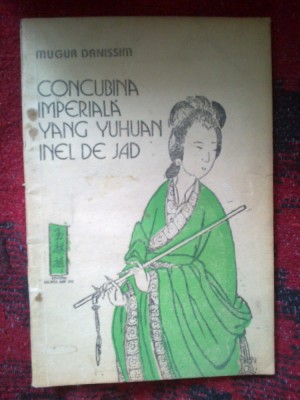 MUGUR DANISSIM
CONCUBINA
IMPERIALĂ
YANG YUHUAN
INEL DE JAD